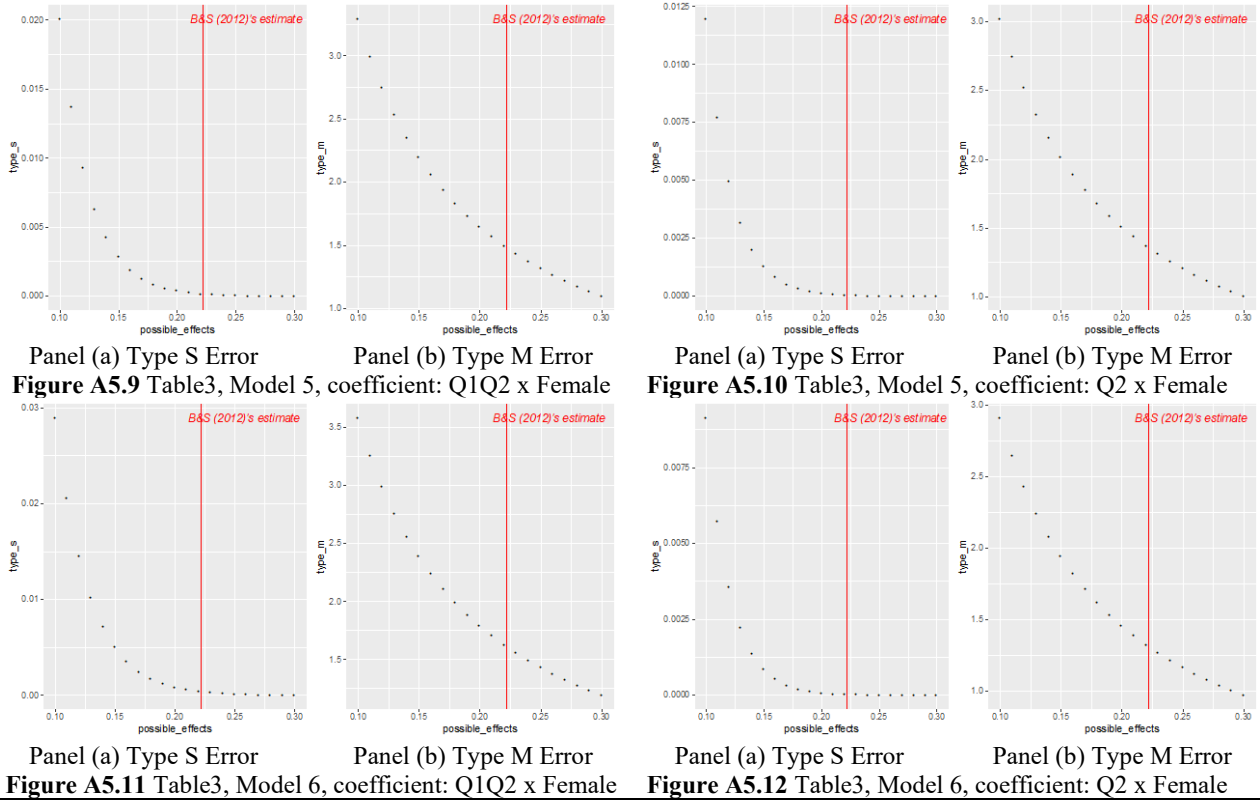 B&S (2012)'s estimate
0.020
0.015
0.010
0.005
0.000
type_s
0.10 0.15 0.20 0.25 0.30
possible_effects
B&S (2012)'s estimate
3.0
2.5
2.0
1.5
1.0
type_m
0.10 0.15 0.20 0.25 0.30
possible_effects
B&S (2012)'s estimate
0.0125
0.0100
0.0075
0.0050
0.0025
0.0000
type_s
0.10 0.15 0.20 0.25 0.30
possible_effects
B&S (2012)'s estimate
3.0
2.5
2.0
1.5
1.0
type_m
0.10 0.15 0.20 0.25 0.30
possible_effects
Panel (a) Type S Error Panel (b) Type M Error
Figure A5.9 Table3, Model 5, coefficient: Q1Q2 x Female
Panel (a) Type S Error Panel (b) Type M Error
Figure A5.10 Table3, Model 5, coefficient: Q2 x Female
B&S (2012)'s estimate
0.03
0.02
0.01
0.00
type_s
0.10 0.15 0.20 0.25 0.30
possible_effects
B&S (2012)'s estimate
3.5
3.0
2.5
2.0
1.5
type_m
0.10 0.15 0.20 0.25 0.30
possible_effects
B&S (2012)'s estimate
0.0075
0.0050
0.0025
0.0000
type_s
0.10 0.15 0.20 0.25 0.30
possible_effects
B&S (2012)'s estimate
3.0
2.5
2.0
1.5
1.0
type_m
0.10 0.15 0.20 0.25 0.30
possible_effects
Panel (a) Type S Error Panel (b) Type M Error
Figure A5.11 Table3, Model 6, coefficient: Q1Q2 x Female
Panel (a) Type S Error Panel (b) Type M Error
Figure A5.12 Table3, Model 6, coefficient: Q2 x Female